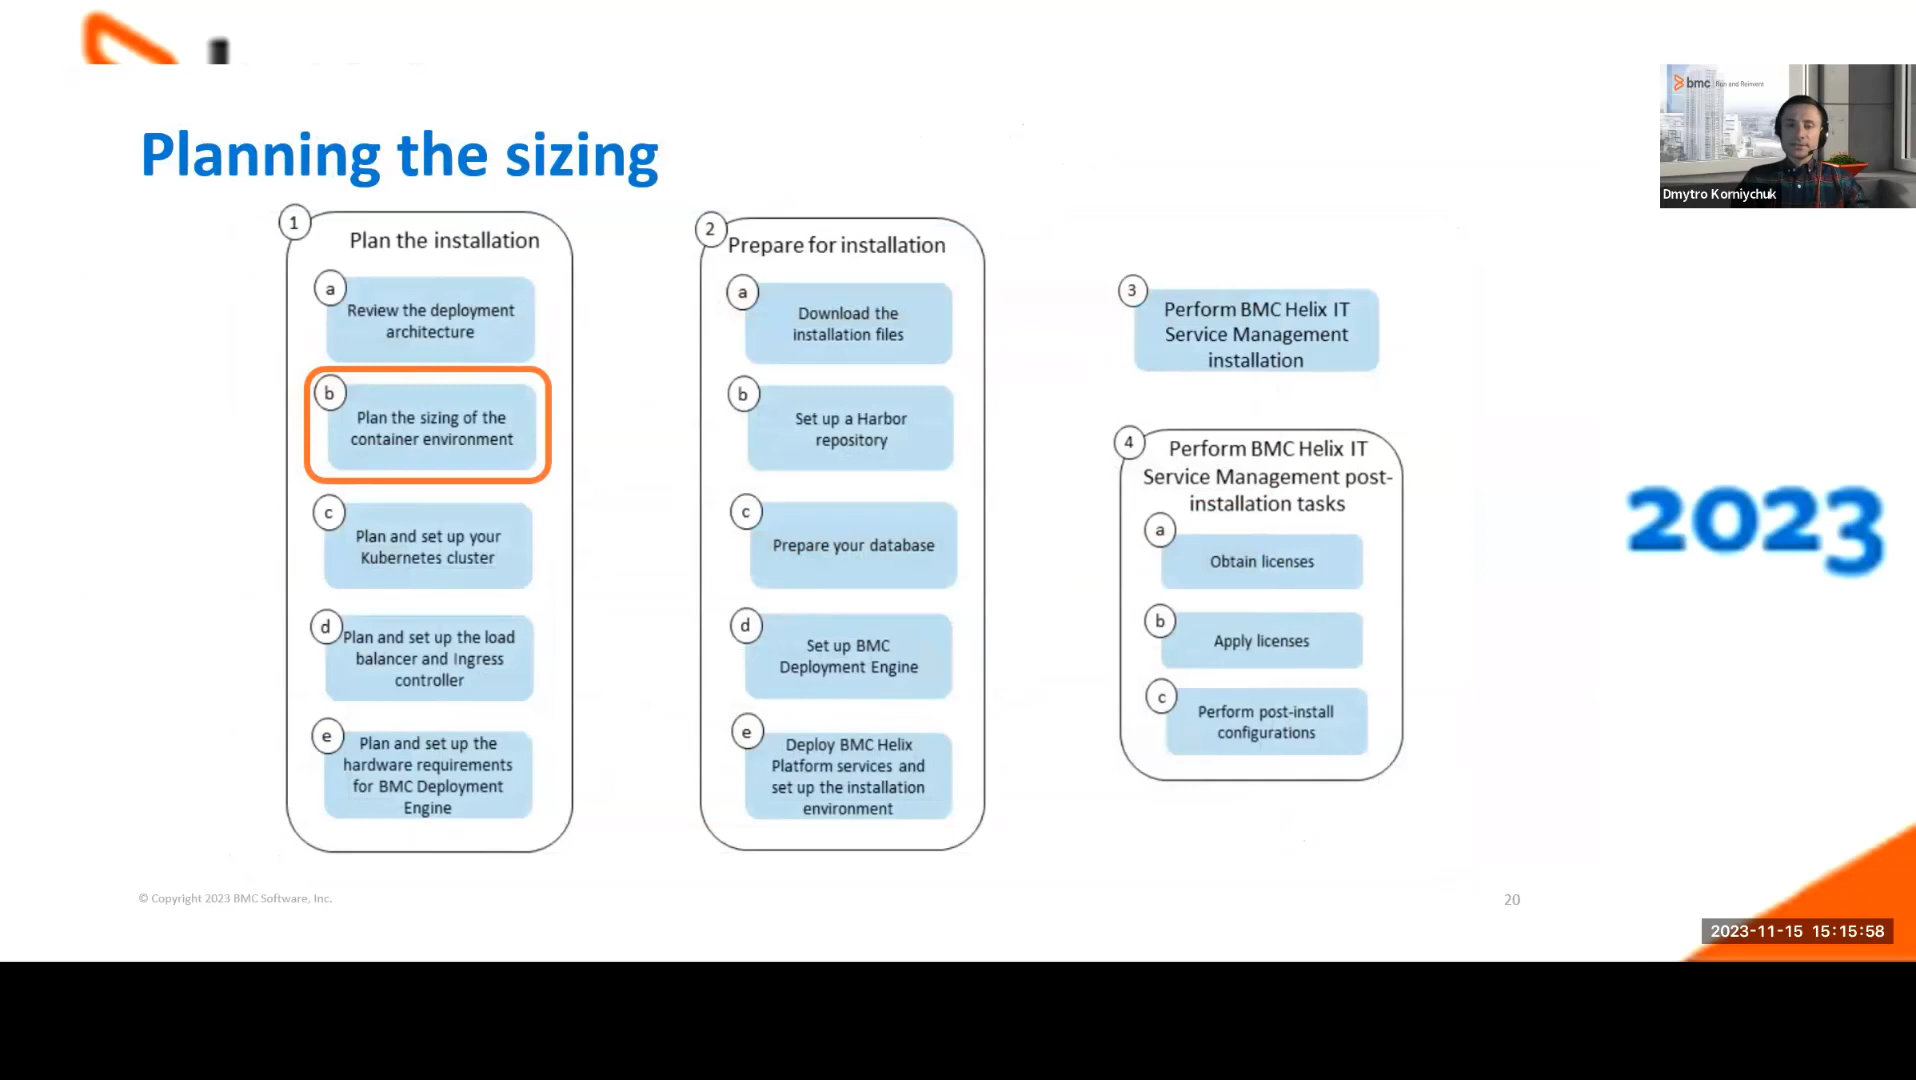 bmc Run and Reinvent
Dmytro Korniychuk
Planning the sizing
1
Plan the installation
a
Review the deployment
architecture
b
Plan the sizing of the
container environment
c
Plan and set up your
Kubernetes cluster
d
Plan and set up the load
balancer and Ingress
controller
e
Plan and set up the
hardware requirements
for BMC Deployment
Engine
2
Prepare for installation
a
Download the
installation files
b
Set up a Harbor
repository
c
Prepare your database
d
Set up BMC
Deployment Engine
e
Deploy BMC Helix
Platform services and
set up the installation
environment
3
Perform BMC Helix IT
Service Management
installation
4
Perform BMC Helix IT
Service Management post-
installation tasks
a
Obtain licenses
b
Apply licenses
c
Perform post-install
configurations
2023
© Copyright 2023 BMC Software, Inc.
20
2023-11-15 15:15:58